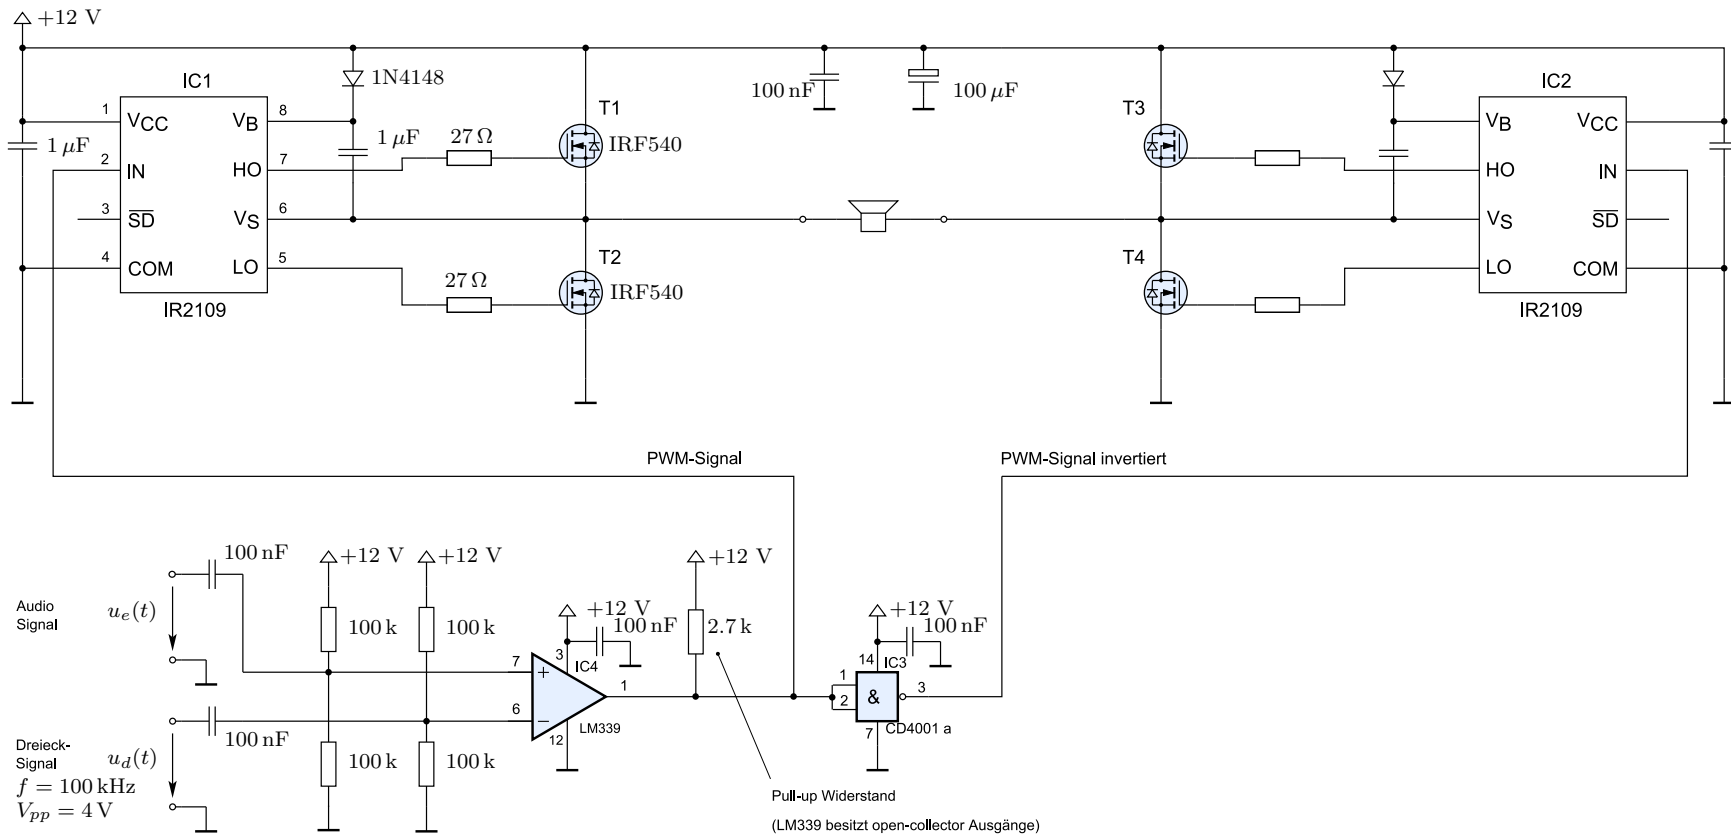 +12 V
IC1
1N4148
100 nF
100 µF
IC2
1
VCC
VB
8
T1
IRF540
T3
VB
VCC
1 µF
2
IN
HO
7
1 µF
27 Ω
HO
IN
3
SD
VS
6
VS
SD
4
COM
LO
5
27 Ω
T2
IRF540
T4
LO
COM
IR2109
IR2109
PWM-Signal
PWM-Signal invertiert
100 nF
+12 V
+12 V
+12 V
Audio
Signal
ue(t)
100 k
100 k
+12 V
100 nF
2.7 k
+12 V
100 nF
7
+
3
IC4
1
6
−
12
LM339
14
IC3
1
2
&
3
7
CD4001 a
100 nF
Dreieck-
Signal
f = 100 kHz
Vpp = 4 V
ud(t)
100 k
100 k
Pull-up Widerstand
(LM339 besitzt open-collector Ausgänge)